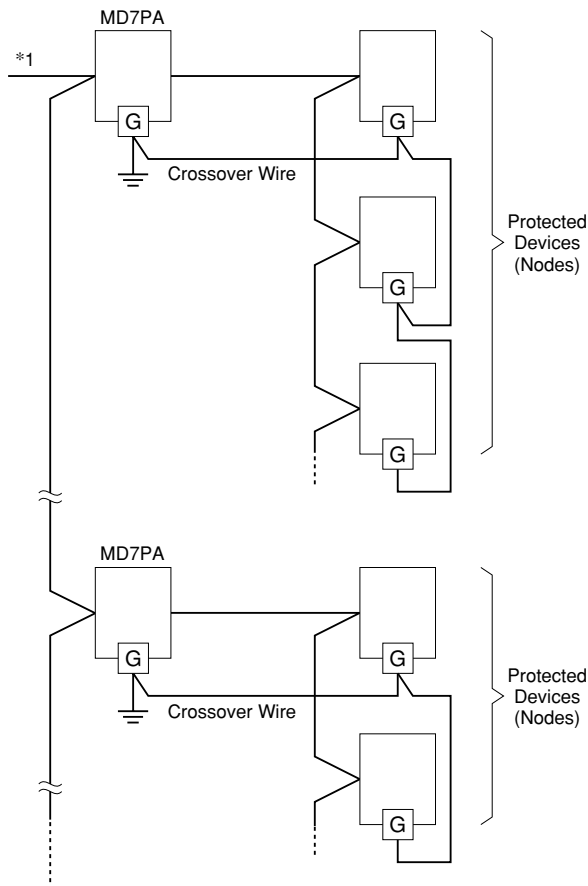 MD7PA
*1
G
G
Crossover Wire
G
Protected
Devices
(Nodes)
G
MD7PA
G
G
Crossover Wire
Protected
Devices
(Nodes)
G